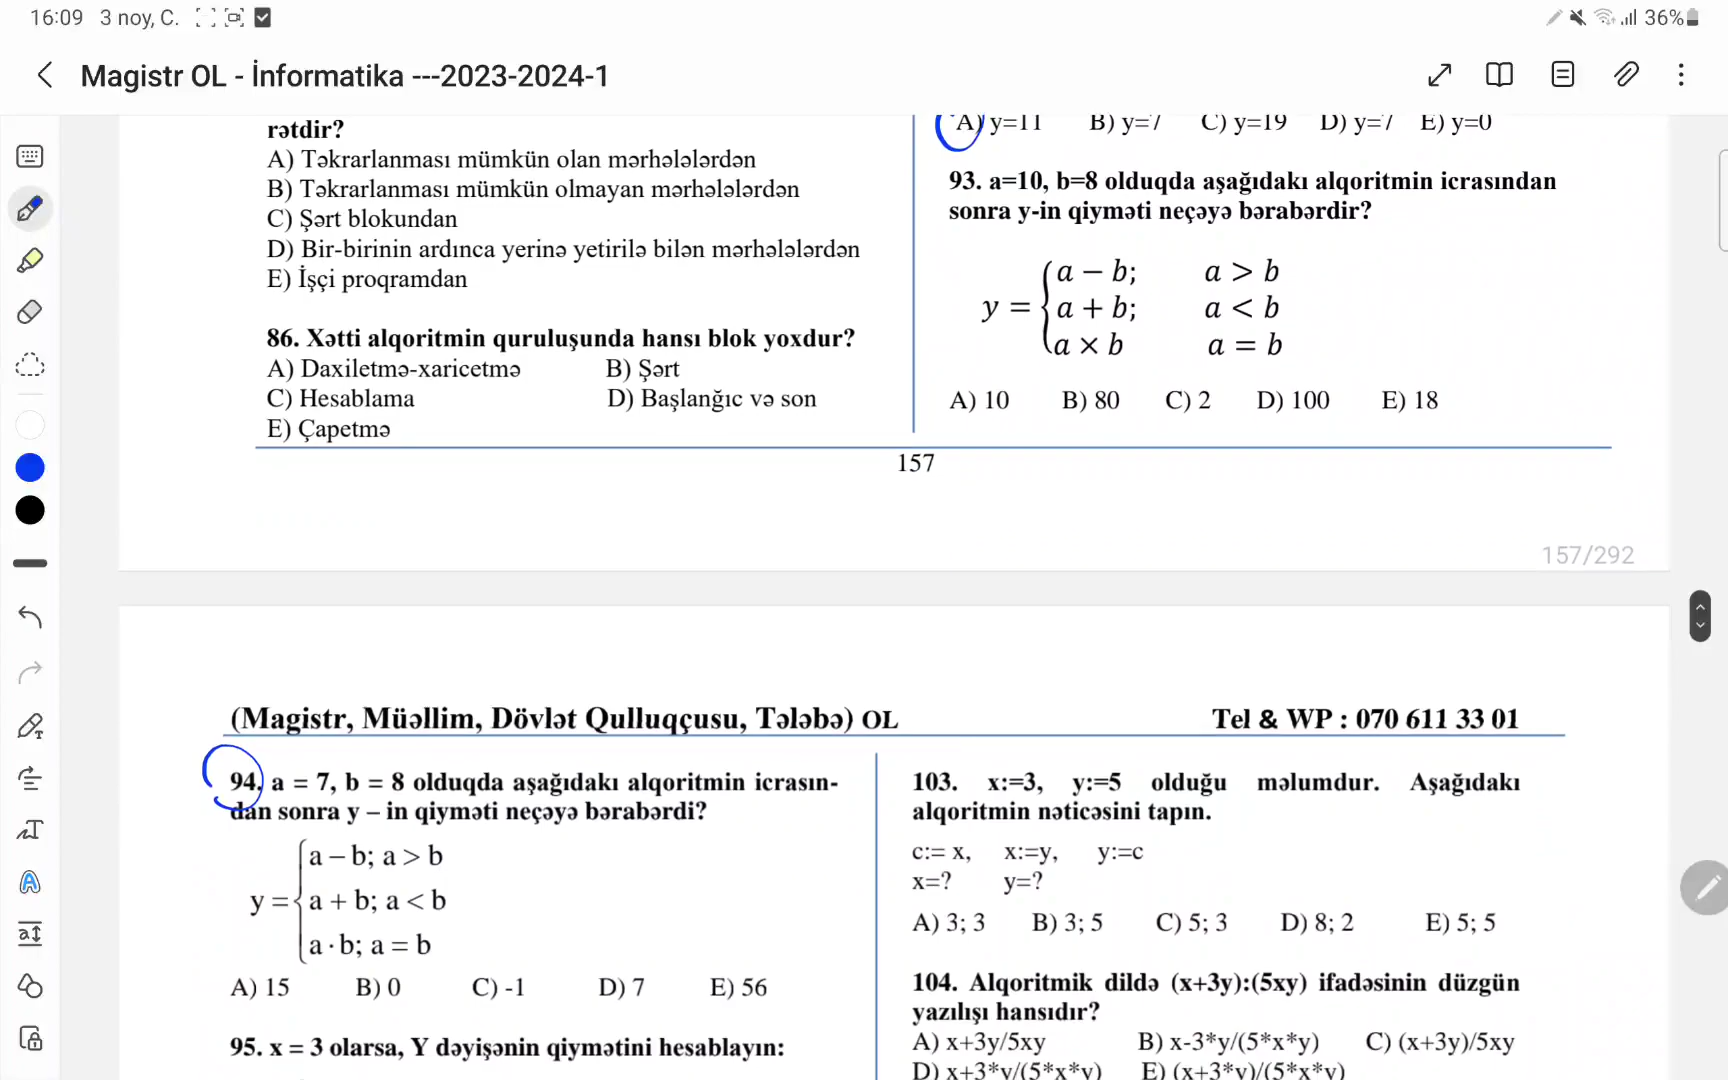 16:09 3 noy, C.
36%
Magistr OL - İnformatika ---2023-2024-1
rətdir?
A) Təkrarlanması mümkün olan mərhələlərdən
B) Təkrarlanması mümkün olmayan mərhələlərdən
C) Şərt blokundan
D) Bir-birinin ardınca yerinə yetirilə bilən mərhələlərdən
E) İşçi proqramdan
86. Xətti alqoritmin quruluşunda hansı blok yoxdur?
A) Daxiletmə-xaricetmə B) Şərt
C) Hesablama D) Başlanğıc və son
E) Çapetmə
A) y=11 B) y=7 C) y=19 D) y=7 E) y=0
93. a=10, b=8 olduqda aşağıdakı alqoritmin icrasından
sonra y-in qiyməti neçəyə bərabərdir?
a − b; a > b
y = a + b; a < b
a × b a = b
A) 10 B) 80 C) 2 D) 100 E) 18
157
157/292
(Magistr, Müəllim, Dövlət Qulluqçusu, Tələbə) OL Tel & WP : 070 611 33 01
94. a = 7, b = 8 olduqda aşağıdakı alqoritmin icrasın-
dan sonra y – in qiyməti neçəyə bərabərdi?
a – b; a > b
y = a + b; a < b
a · b; a = b
A) 15 B) 0 C) -1 D) 7 E) 56
95. x = 3 olarsa, Y dəyişənin qiymətini hesablayın:
103. x:=3, y:=5 olduğu məlumdur. Aşağıdakı
alqoritmin nəticəsini tapın.
c:= x, x:=y, y:=c
x=? y=?
A) 3; 3 B) 3; 5 C) 5; 3 D) 8; 2 E) 5; 5
104. Alqoritmik dildə (x+3y):(5xy) ifadəsinin düzgün
yazılışı hansıdır?
A) x+3y/5xy B) x-3*y/(5*x*y) C) (x+3y)/5xy
D) x+3*y/(5*x*y) E) (x+3*y)/(5*x*y)